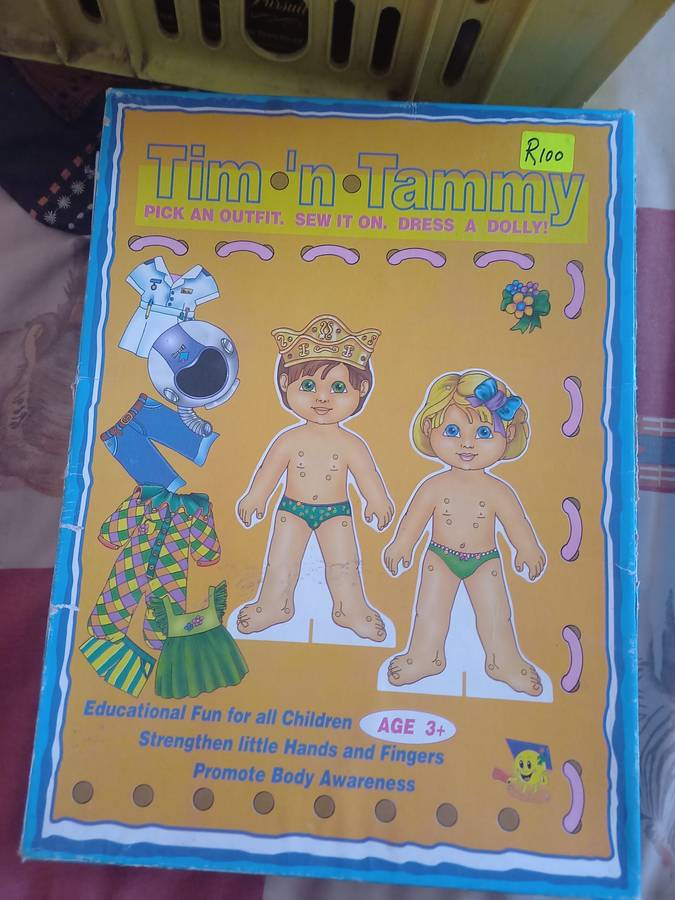 Pursuit
R100
Tim 'n Tammy
PICK AN OUTFIT. SEW IT ON. DRESS A DOLLY!
Educational Fun for all Children
AGE 3+
Strengthen little Hands and Fingers
Promote Body Awareness